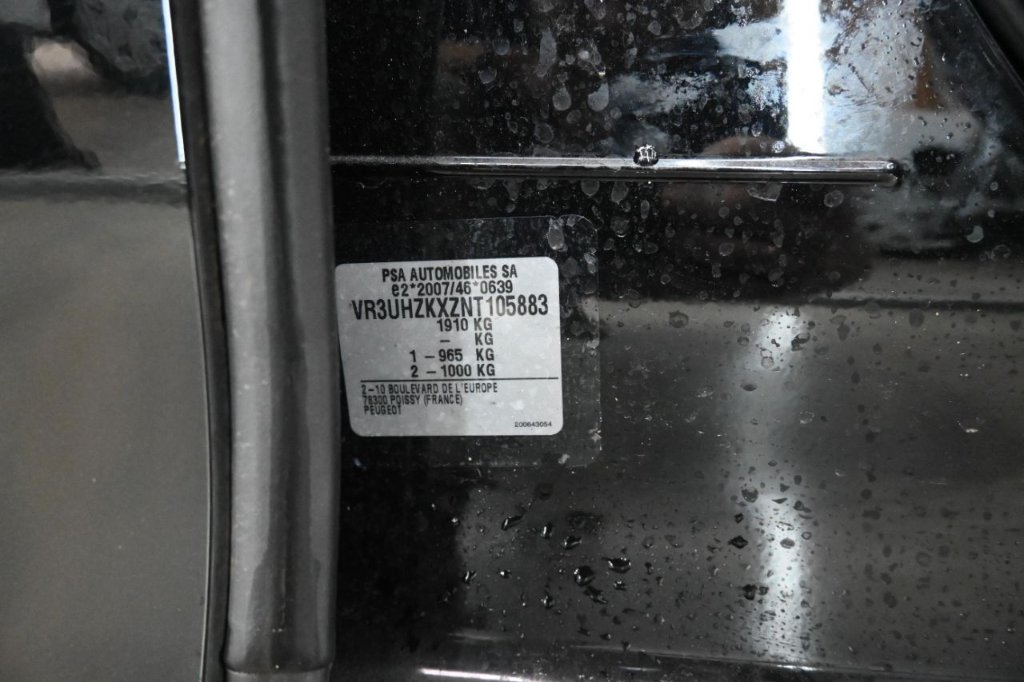 PSA AUTOMOBILES SA
e2*2007/46*0639
VR3UHZKXZNT105883
1910 KG
– KG
1 – 965 KG
2 – 1000 KG
2-10 BOULEVARD DE L'EUROPE
78300 POISSY (FRANCE)
PEUGEOT
200643054